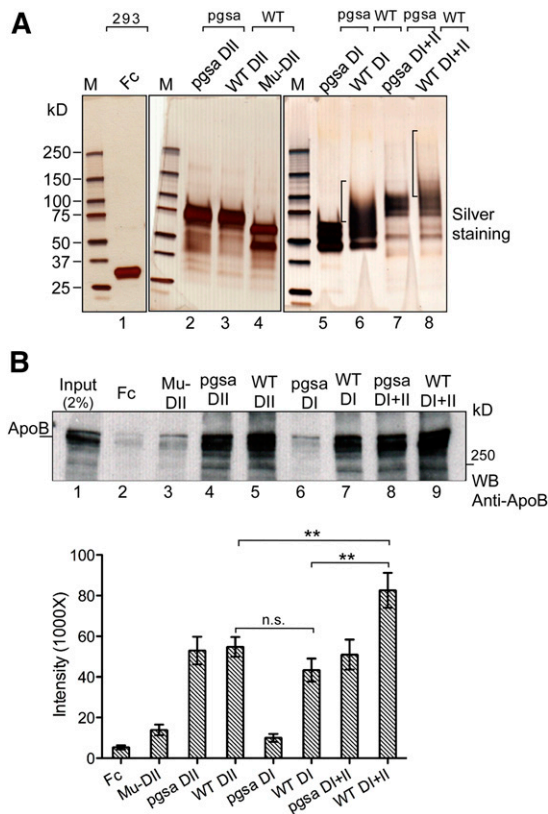 A
293
pgsa WT
pgsa WT pgsa WT
M Fc M pgsa DII WT DII Mu-DII M pgsa DI WT DI pgsa DI+II WT DI+II
kD
250
150
100
75
50
37
25
Silver
staining
1 2 3 4 5 6 7 8
B
Input
(2%)
Fc
Mu-
DII
pgsa
DII
WT
DII
pgsa
DI
WT
DI
pgsa
DI+II
WT
DI+II
kD
ApoB
250
1 2 3 4 5 6 7 8 9
WB
Anti-ApoB
**
**
n.s.
Intensity (1000X)
100
80
60
40
20
0
Fc Mu-DII pgsa DII WT DII pgsa DI WT DI pgsa DI+II WT DI+II